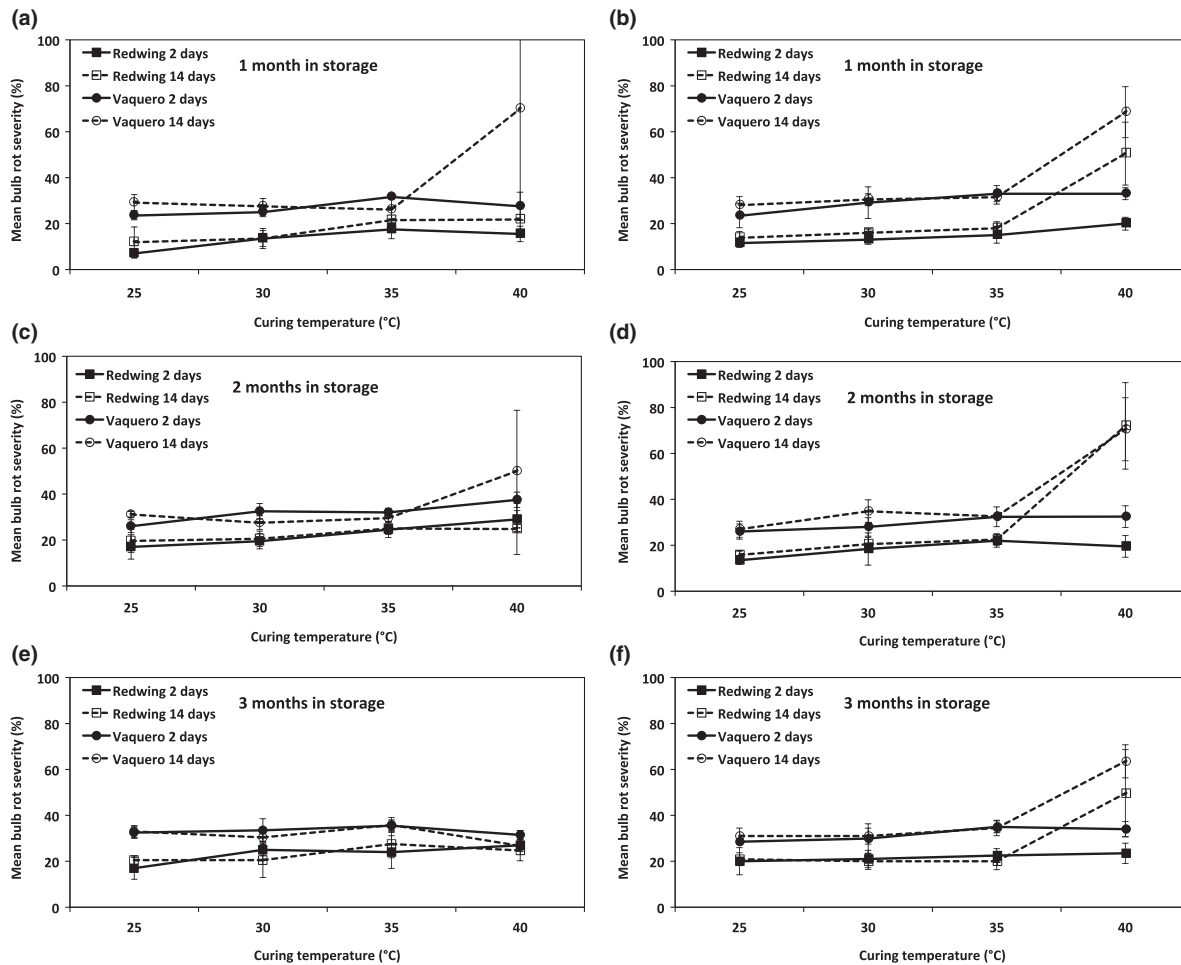 (a)
Mean bulb rot severity (%)
100
80
60
40
20
0
Redwing 2 days
Redwing 14 days
Vaquero 2 days
Vaquero 14 days
1 month in storage
25 30 35 40
Curing temperature (°C)
(b)
Mean bulb rot severity (%)
100
80
60
40
20
0
Redwing 2 days
Redwing 14 days
Vaquero 2 days
Vaquero 14 days
1 month in storage
25 30 35 40
Curing temperature (°C)
(c)
Mean bulb rot severity (%)
100
80
60
40
20
0
Redwing 2 days
Redwing 14 days
Vaquero 2 days
Vaquero 14 days
2 months in storage
25 30 35 40
Curing temperature (°C)
(d)
Mean bulb rot severity (%)
100
80
60
40
20
0
Redwing 2 days
Redwing 14 days
Vaquero 2 days
Vaquero 14 days
2 months in storage
25 30 35 40
Curing temperature (°C)
(e)
Mean bulb rot severity (%)
100
80
60
40
20
0
Redwing 2 days
Redwing 14 days
Vaquero 2 days
Vaquero 14 days
3 months in storage
25 30 35 40
Curing temperature (°C)
(f)
Mean bulb rot severity (%)
100
80
60
40
20
0
Redwing 2 days
Redwing 14 days
Vaquero 2 days
Vaquero 14 days
3 months in storage
25 30 35 40
Curing temperature (°C)